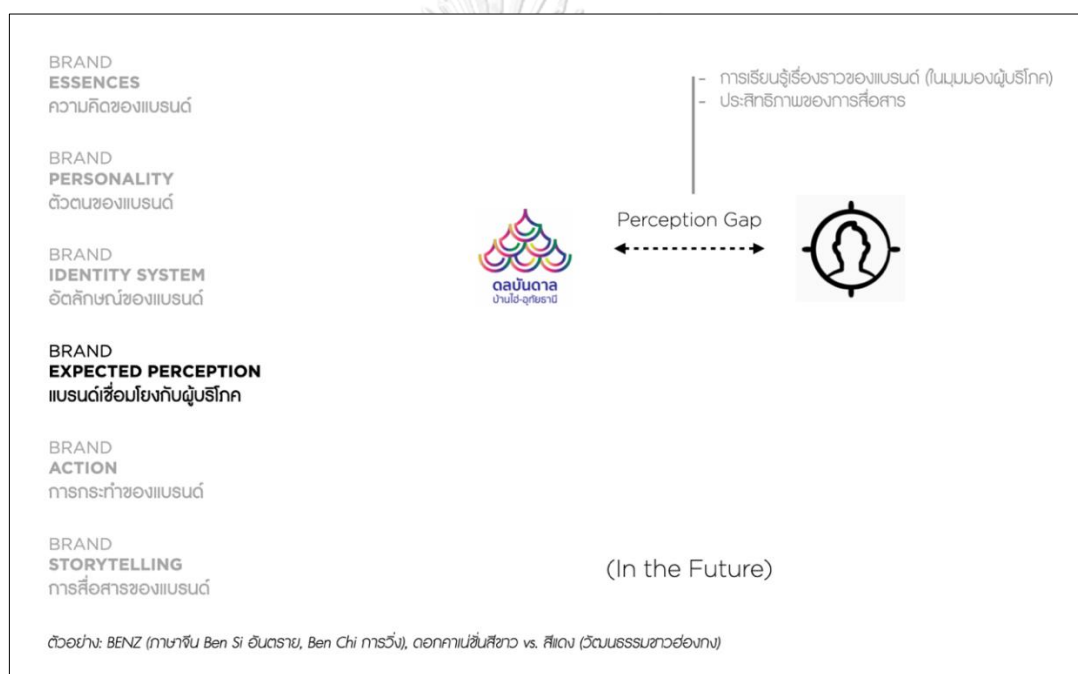 BRAND
ESSENCES
ความคิดของแบรนด์
BRAND
PERSONALITY
ตัวตนของแบรนด์
BRAND
IDENTITY SYSTEM
อัตลักษณ์ของแบรนด์
BRAND
EXPECTED PERCEPTION
แบรนด์เชื่อมโยงกับผู้บริโภค
BRAND
ACTION
การกระทำของแบรนด์
BRAND
STORYTELLING
การสื่อสารของแบรนด์
- การเรียนรู้เรื่องราวของแบรนด์ (ในมุมมองผู้บริโภค)
- ประสิทธิภาพของการสื่อสาร
Perception Gap
ดลบันดาล
บ้านไฮ่-อุทัยธานี
(In the Future)
ตัวอย่าง: BENZ (ภาษาจีน Ben Si อันตราย, Ben Chi การวิ่ง), ดอกคาเน่ชั่นสีขาว vs. สีแดง (วัฒนธรรมชาวฮ่องกง)